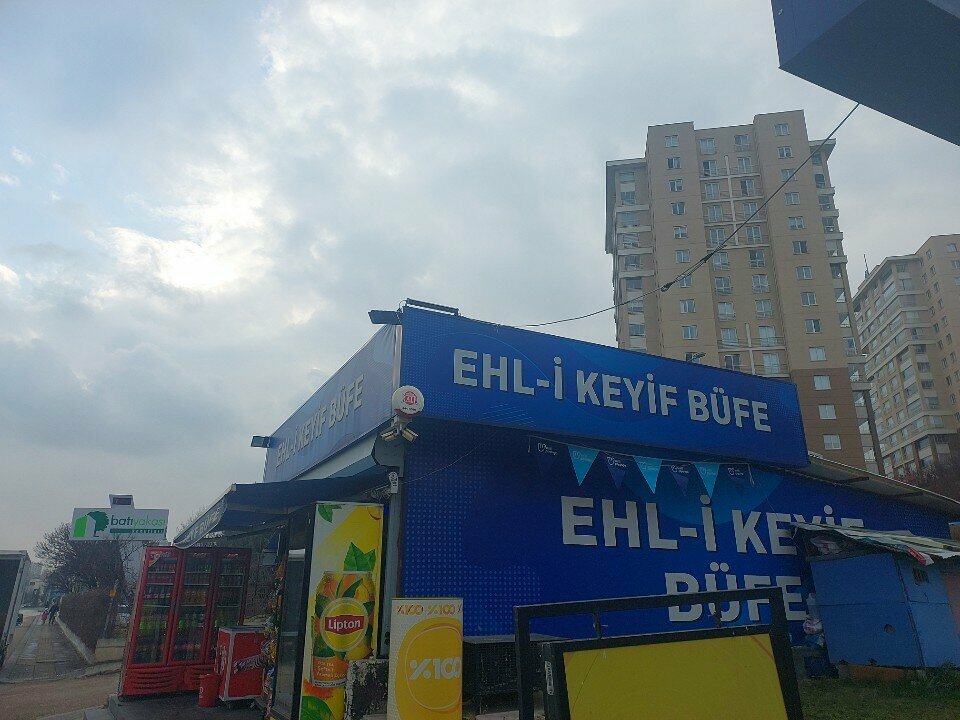 EHL-İ KEYİF BÜFE
EHL-İ KEYİF BÜFE
EHL-İ KEYİF
BÜFE
batıyakası
Lipton
%100 %100
%100